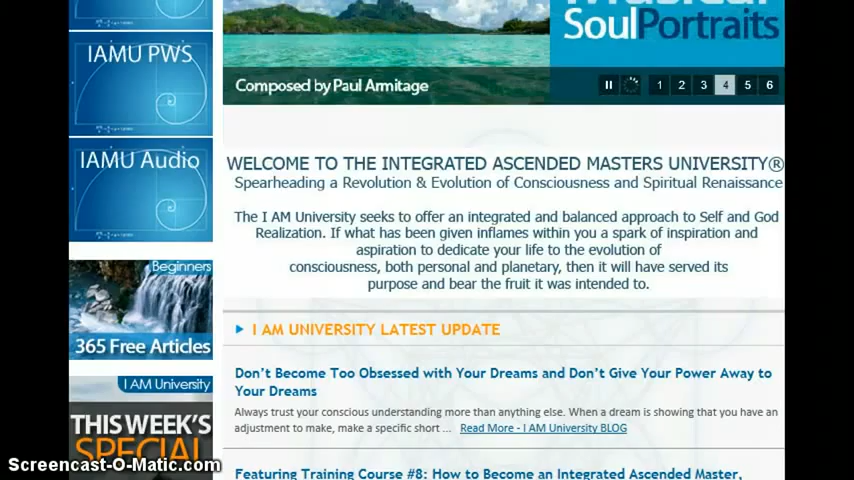 Musical
SoulPortraits
IAMU PWS
Composed by Paul Armitage
1 2 3 4 5 6
IAMU Audio
WELCOME TO THE INTEGRATED ASCENDED MASTERS UNIVERSITY®
Spearheading a Revolution & Evolution of Consciousness and Spiritual Renaissance
The I AM University seeks to offer an integrated and balanced approach to Self and God
Realization. If what has been given inflames within you a spark of inspiration and
aspiration to dedicate your life to the evolution of
consciousness, both personal and planetary, then it will have served its
purpose and bear the fruit it was intended to.
Beginners
365 Free Articles
I AM UNIVERSITY LATEST UPDATE
Don't Become Too Obsessed with Your Dreams and Don't Give Your Power Away to
Your Dreams
Always trust your conscious understanding more than anything else. When a dream is showing that you have an
adjustment to make, make a specific short ... Read More - I AM University BLOG
I AM University
THIS WEEK'S
SPECIAL
Featuring Training Course #8: How to Become an Integrated Ascended Master,
Screencast-O-Matic.com